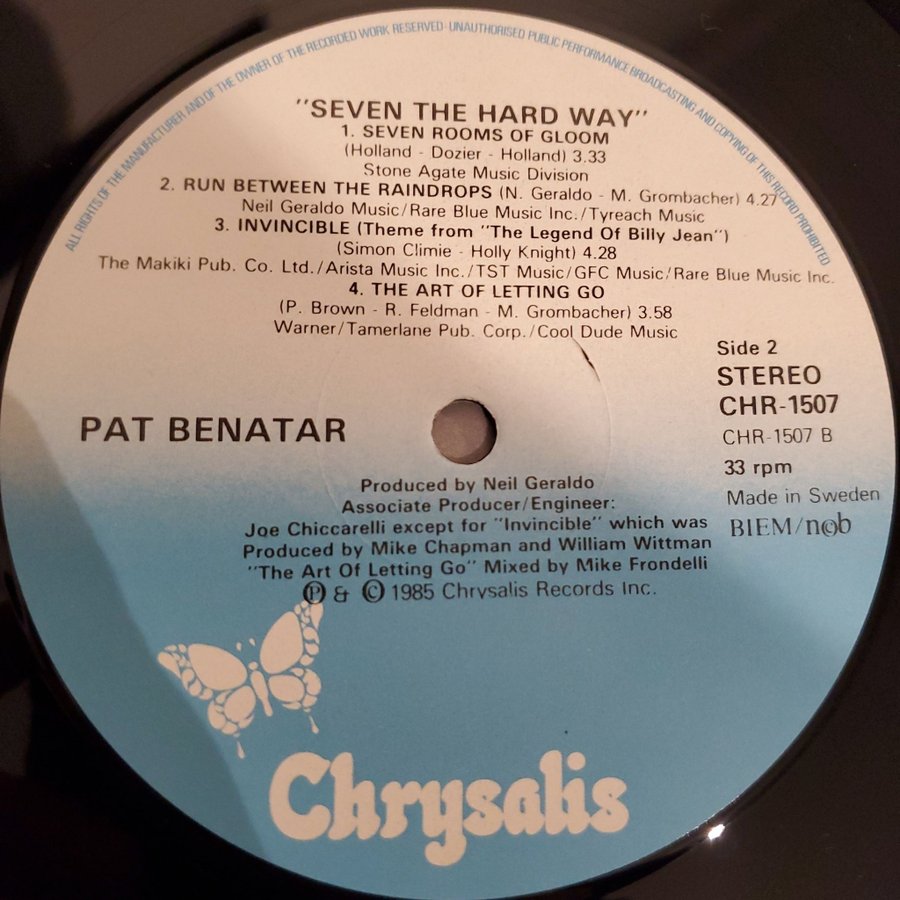 ALL RIGHTS OF THE MANUFACTURER AND OF THE OWNER OF THE RECORDED WORK RESERVED · UNAUTHORISED PUBLIC PERFORMANCE BROADCASTING AND COPYING OF THIS RECORD PROHIBITED
"SEVEN THE HARD WAY"
1. SEVEN ROOMS OF GLOOM
(Holland - Dozier - Holland) 3.33
Stone Agate Music Division
2. RUN BETWEEN THE RAINDROPS (N. Geraldo - M. Grombacher) 4.27
Neil Geraldo Music/Rare Blue Music Inc./Tyreach Music
3. INVINCIBLE (Theme from "The Legend Of Billy Jean")
(Simon Climie - Holly Knight) 4.28
The Makiki Pub. Co. Ltd./Arista Music Inc./TST Music/GFC Music/Rare Blue Music Inc.
4. THE ART OF LETTING GO
(P. Brown - R. Feldman - M. Grombacher) 3.58
Warner/Tamerlane Pub. Corp./Cool Dude Music
Side 2
STEREO
CHR-1507
CHR-1507 B
33 rpm
Made in Sweden
BIEM/ncb
PAT BENATAR
Produced by Neil Geraldo
Associate Producer/Engineer:
Joe Chiccarelli except for "Invincible" which was
Produced by Mike Chapman and William Wittman
"The Art Of Letting Go" Mixed by Mike Frondelli
℗ & © 1985 Chrysalis Records Inc.
Chrysalis